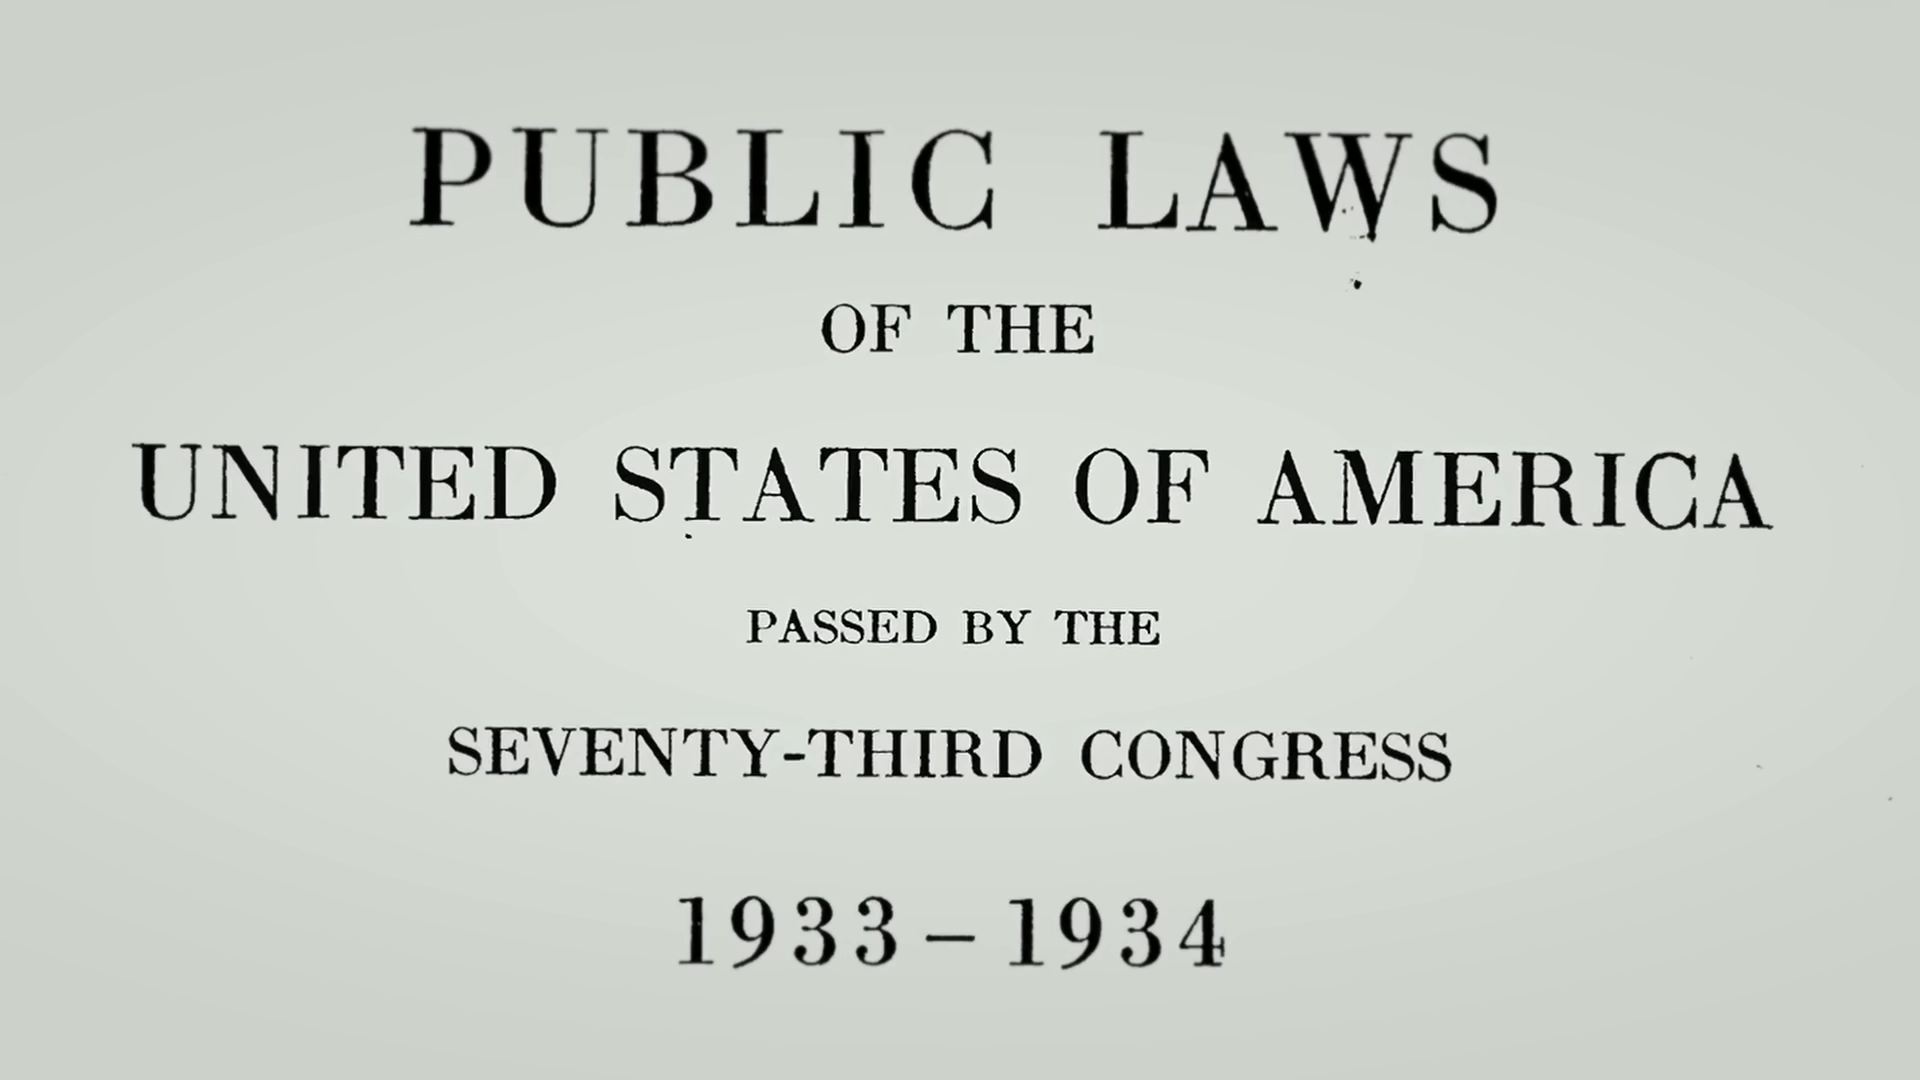 PUBLIC LAWS
OF THE
UNITED STATES OF AMERICA
PASSED BY THE
SEVENTY-THIRD CONGRESS
1933–1934